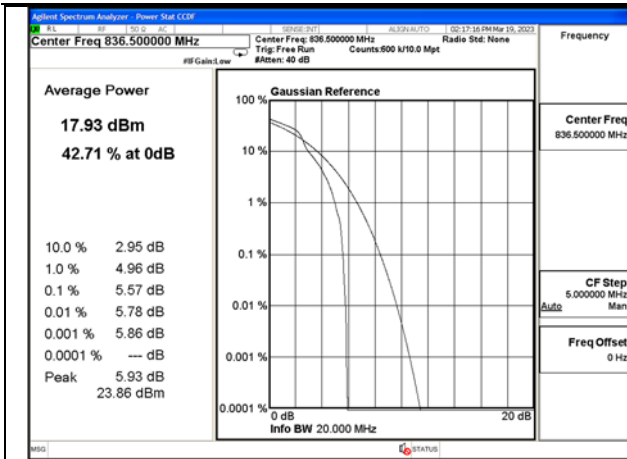 Agilent Spectrum Analyzer - Power Stat CCDF
RL RF 50 Ω AC SENSE:INT ALIGN AUTO 02:17:16 PM Mar 19, 2023
Center Freq 836.500000 MHz
Center Freq: 836.500000 MHz Radio Std: None
Trig: Free Run Counts:600 k/10.0 Mpt
#IFGain:Low #Atten: 40 dB
Frequency
Average Power
17.93 dBm
42.71 % at 0dB
10.0 % 2.95 dB
1.0 % 4.96 dB
0.1 % 5.57 dB
0.01 % 5.78 dB
0.001 % 5.86 dB
0.0001 % --- dB
Peak 5.93 dB
23.86 dBm
Gaussian Reference
100 %
10 %
1 %
0.1 %
0.01 %
0.001 %
0.0001 %
0 dB 20 dB
Info BW 20.000 MHz
Center Freq
836.500000 MHz
CF Step
5.000000 MHz
Auto Man
Freq Offset
0 Hz
MSG STATUS